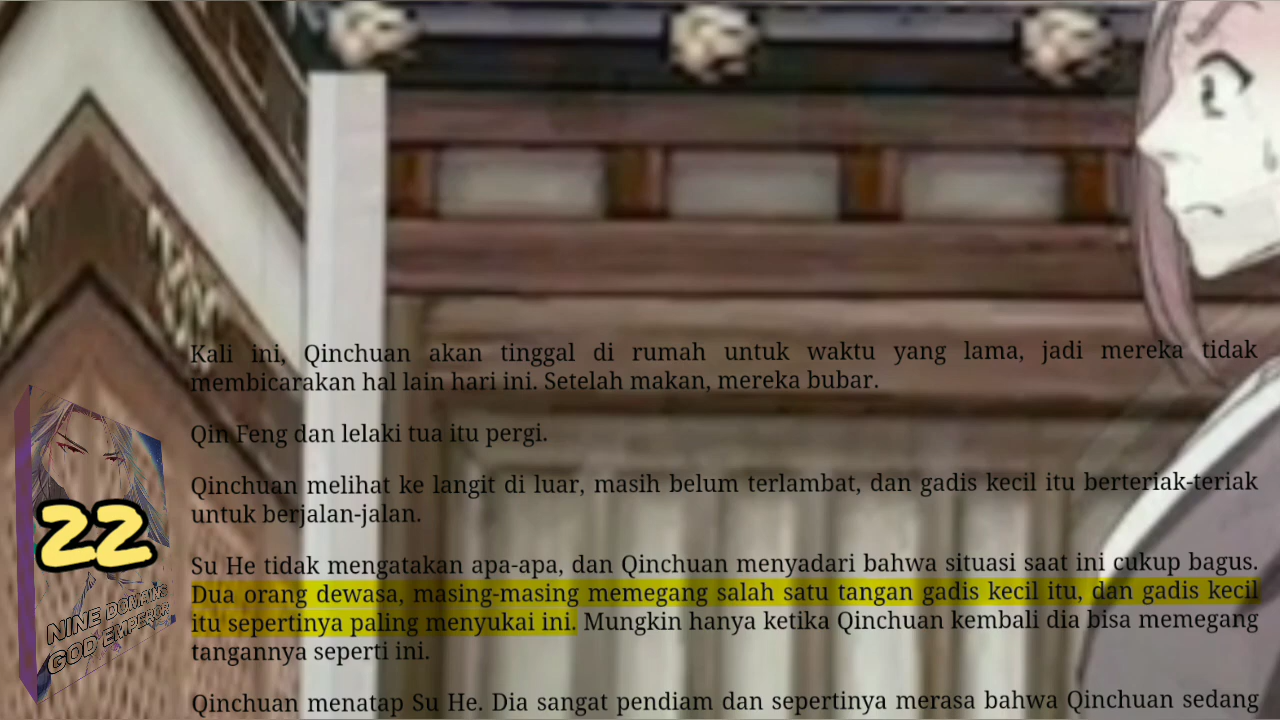 Kali ini, Qinchuan akan tinggal di rumah untuk waktu yang lama, jadi mereka tidak
membicarakan hal lain hari ini. Setelah makan, mereka bubar.
Qin Feng dan lelaki tua itu pergi.
Qinchuan melihat ke langit di luar, masih belum terlambat, dan gadis kecil itu berteriak-teriak
untuk berjalan-jalan.
Su He tidak mengatakan apa-apa, dan Qinchuan menyadari bahwa situasi saat ini cukup bagus.
Dua orang dewasa, masing-masing memegang salah satu tangan gadis kecil itu, dan gadis kecil
itu sepertinya paling menyukai ini. Mungkin hanya ketika Qinchuan kembali dia bisa memegang
tangannya seperti ini.
Qinchuan menatap Su He. Dia sangat pendiam dan sepertinya merasa bahwa Qinchuan sedang
22
NINE DOMAINS
GOD EMPEROR